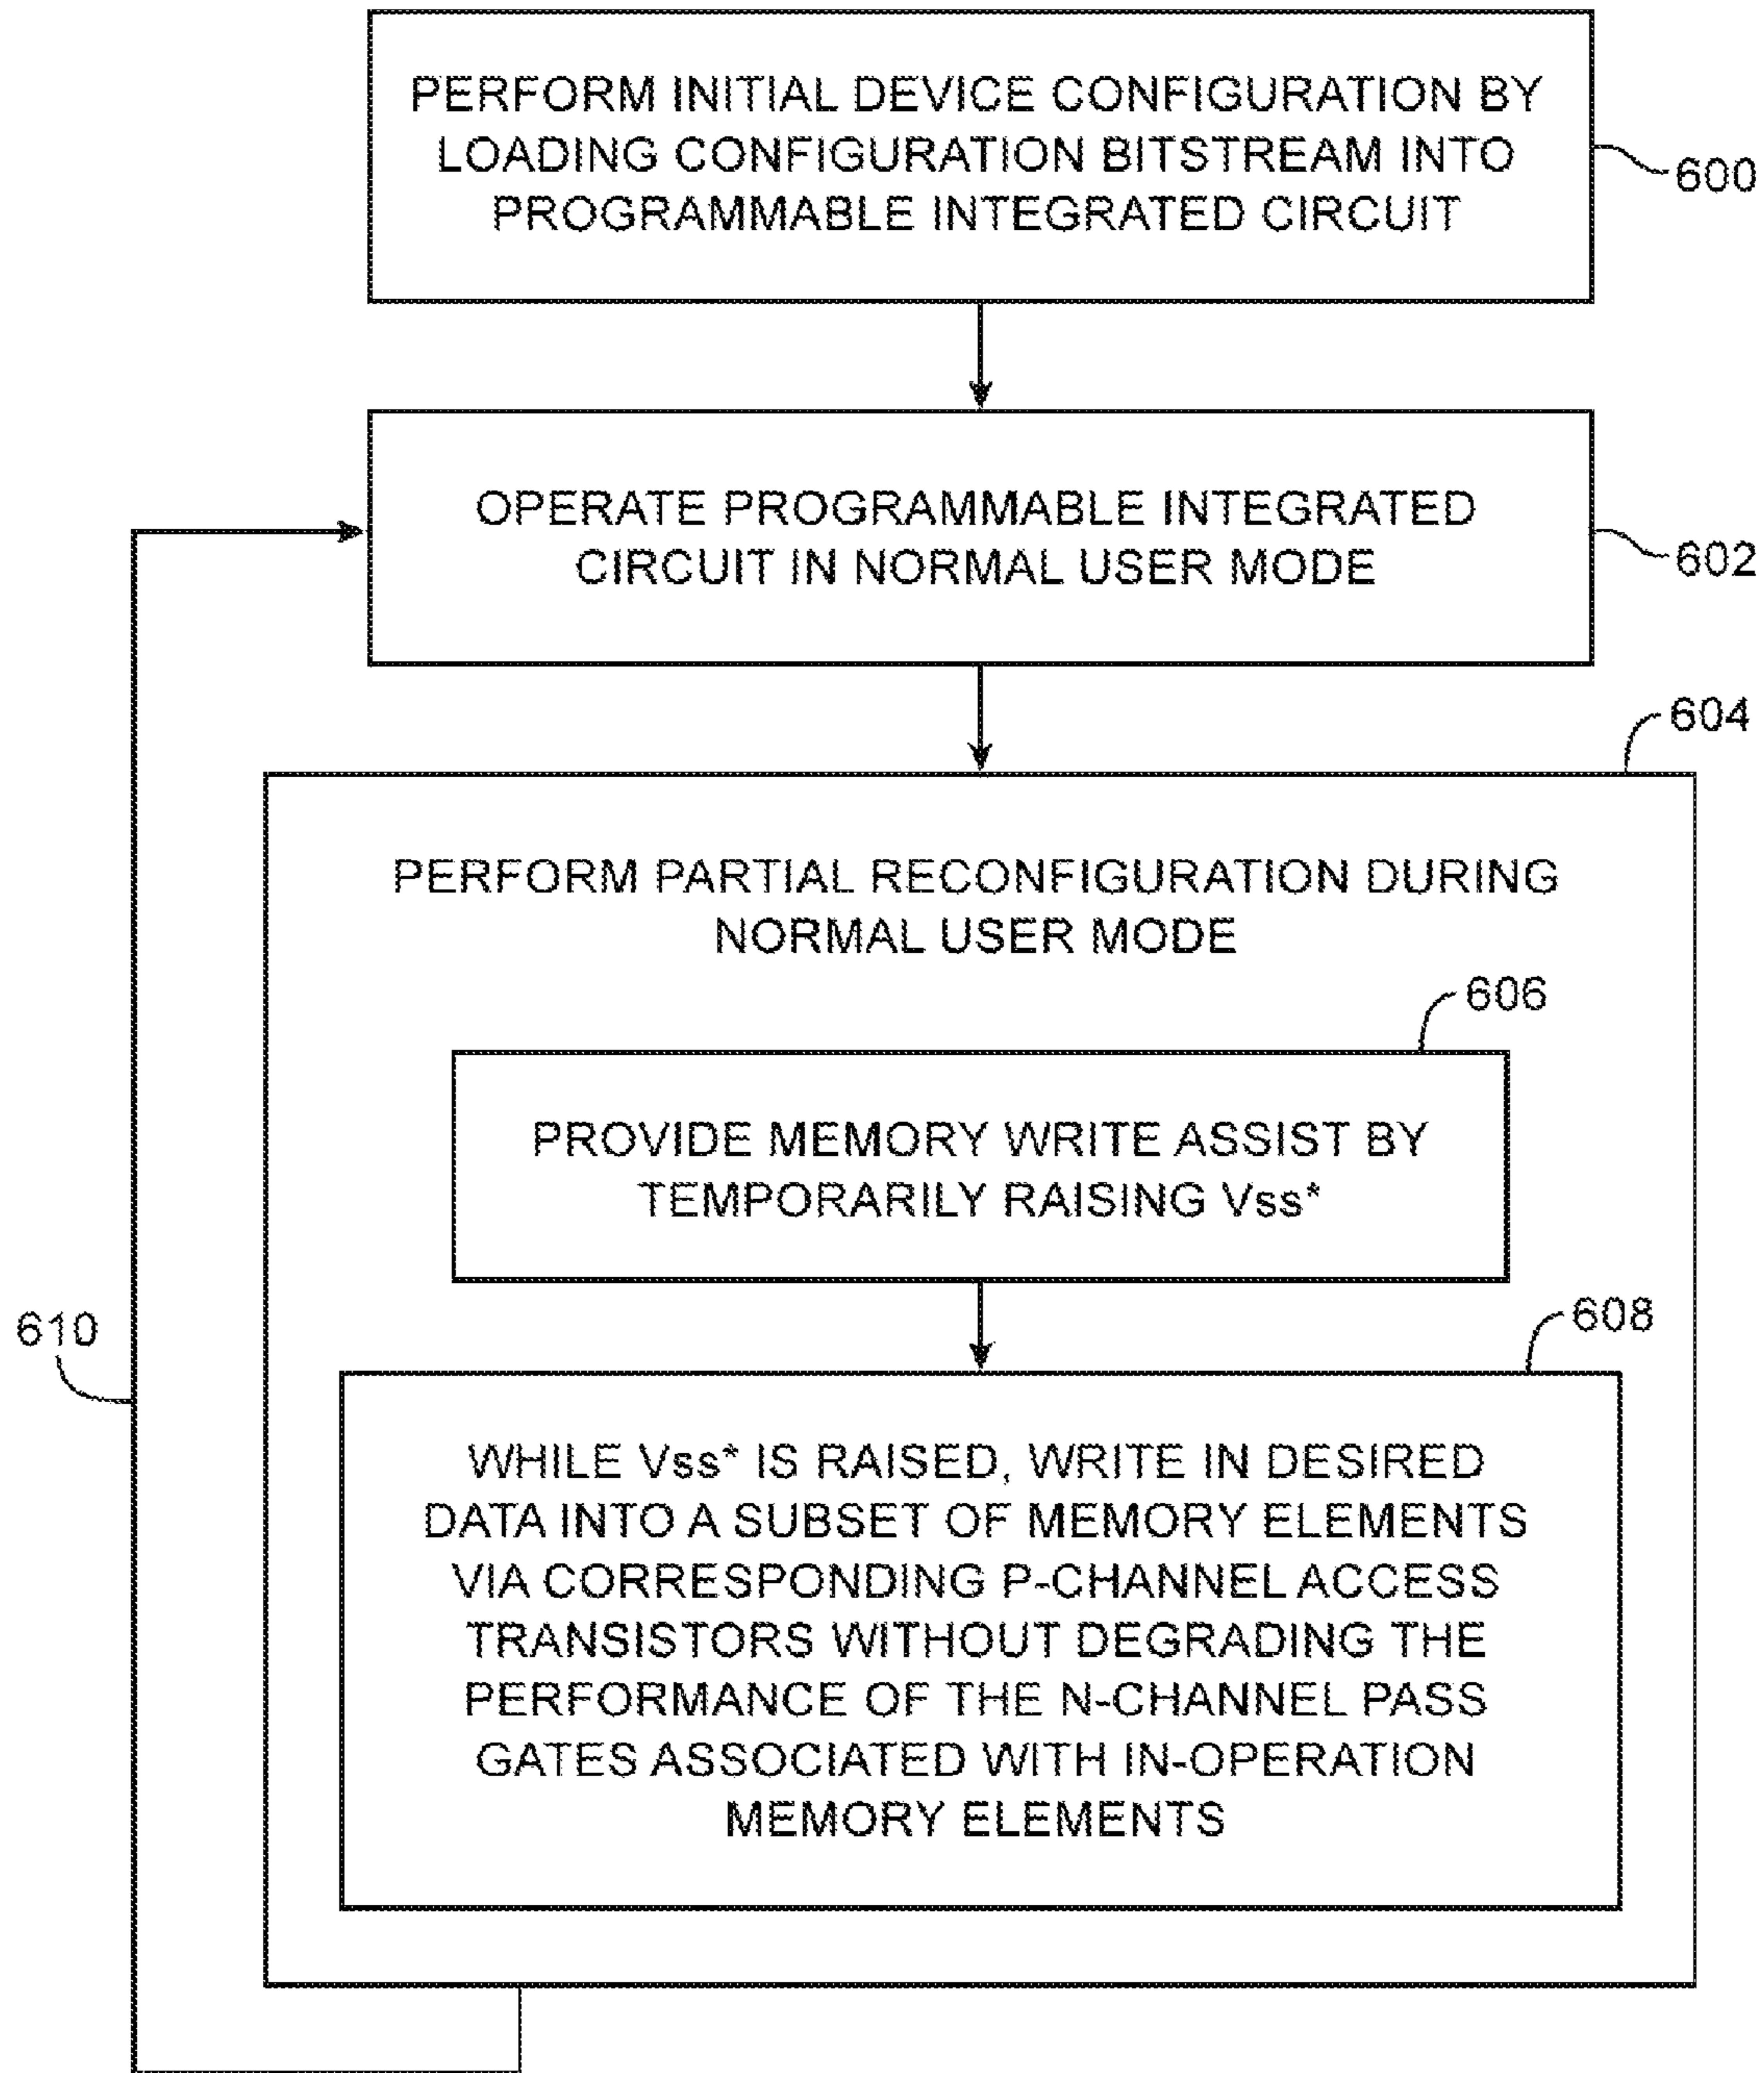 PERFORM INITIAL DEVICE CONFIGURATION BY
LOADING CONFIGURATION BITSTREAM INTO
PROGRAMMABLE INTEGRATED CIRCUIT
600
OPERATE PROGRAMMABLE INTEGRATED
CIRCUIT IN NORMAL USER MODE
602
604
PERFORM PARTIAL RECONFIGURATION DURING
NORMAL USER MODE
606
PROVIDE MEMORY WRITE ASSIST BY
TEMPORARILY RAISING Vss*
610
608
WHILE Vss* IS RAISED, WRITE IN DESIRED
DATA INTO A SUBSET OF MEMORY ELEMENTS
VIA CORRESPONDING P-CHANNEL ACCESS
TRANSISTORS WITHOUT DEGRADING THE
PERFORMANCE OF THE N-CHANNEL PASS
GATES ASSOCIATED WITH IN-OPERATION
MEMORY ELEMENTS